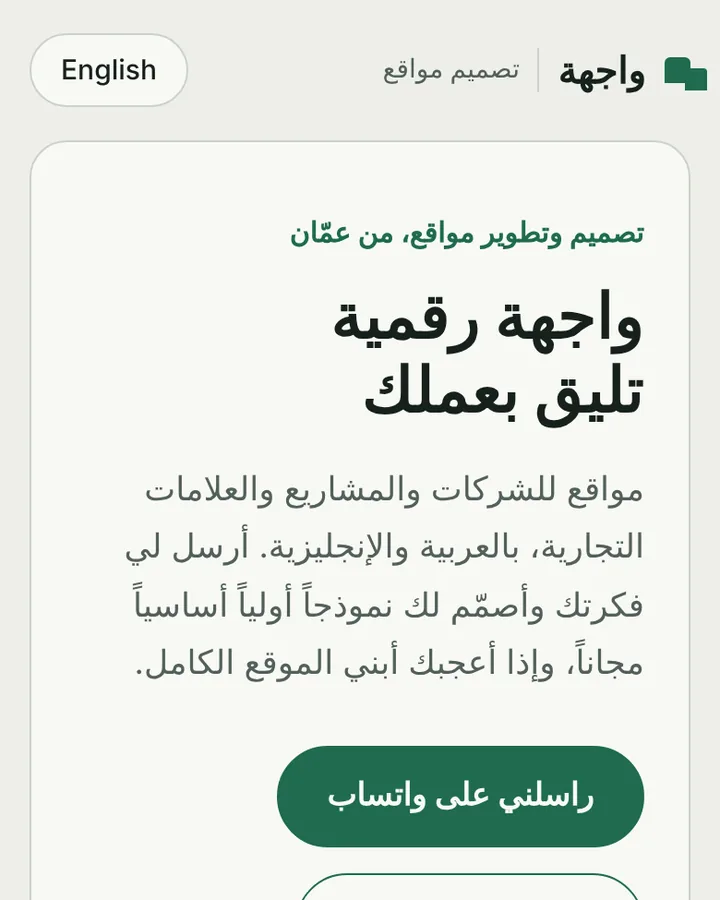 واجهة
تصميم مواقع
English
تصميم وتطوير مواقع، من عمّان
واجهة رقمية
تليق بعملك
مواقع للشركات والمشاريع والعلامات
التجارية، بالعربية والإنجليزية. أرسل لي
فكرتك وأصمّم لك نموذجاً أولياً أساسياً
مجاناً، وإذا أعجبك أبني الموقع الكامل.
راسلني على واتساب